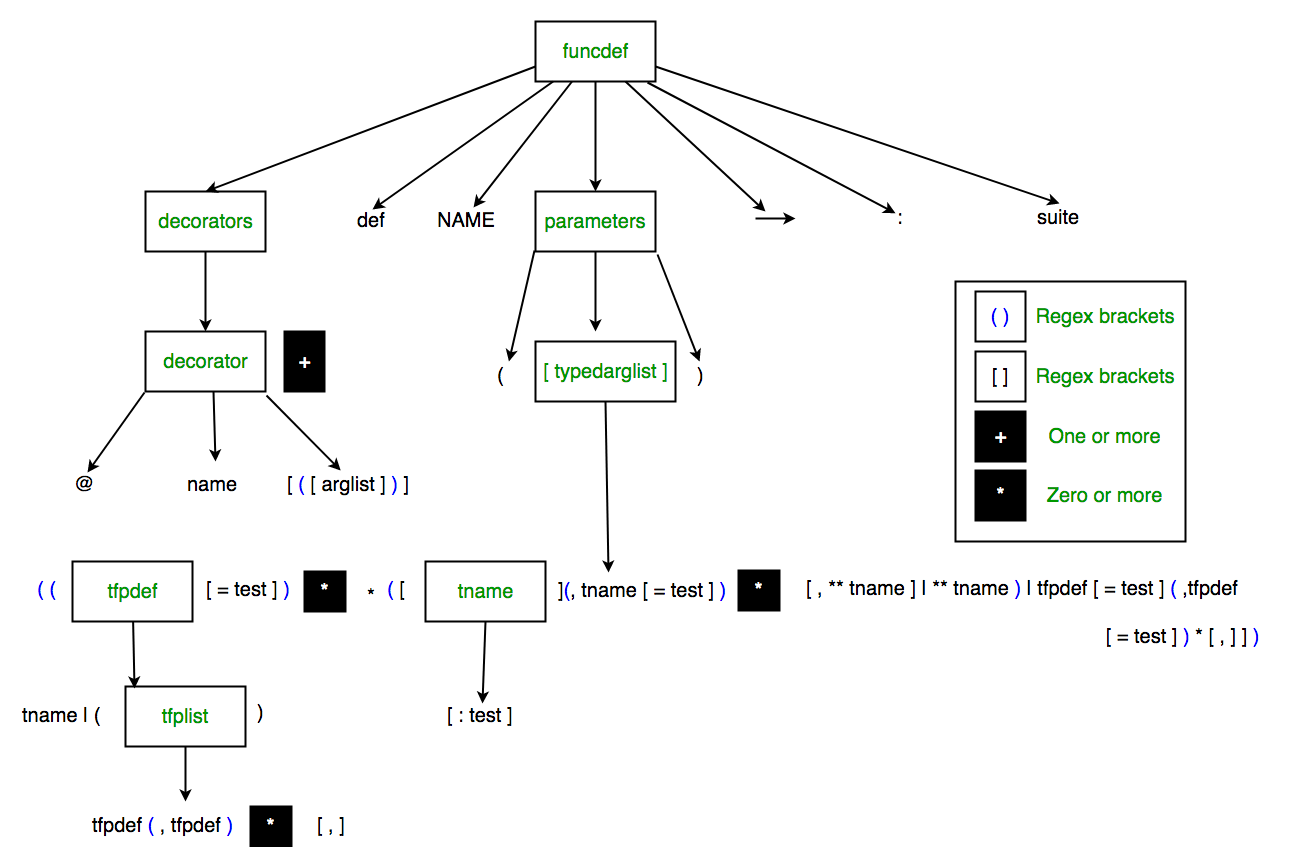 funcdef
decorators def NAME parameters : suite
( ) Regex brackets
decorator + ( [ typedarglist ] ) [ ] Regex brackets
+ One or more
@ name [ ( [ arglist ] ) ] * Zero or more
( ( tfpdef [ = test ] ) * * ( [ tname ](, tname [ = test ] ) * [ , ** tname ] | ** tname ) | tfpdef [ = test ] ( ,tfpdef
[ = test ] ) * [ , ] ] )
tname | ( tfplist ) [ : test ]
tfpdef ( , tfpdef ) * [ , ]